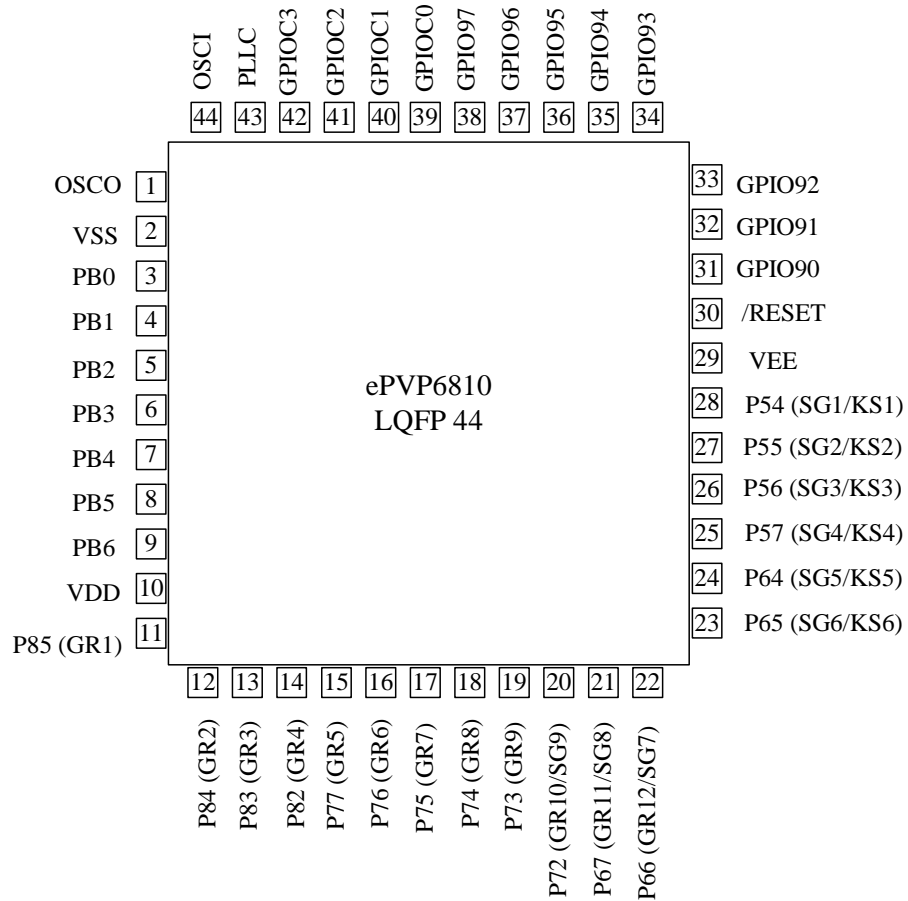 OSCI
PLLC
GPIOC3
GPIOC2
GPIOC1
GPIOC0
GPIO97
GPIO96
GPIO95
GPIO94
GPIO93
44 43 42 41 40 39 38 37 36 35 34
OSCO 1
VSS 2
PB0 3
PB1 4
PB2 5
PB3 6
PB4 7
PB5 8
PB6 9
VDD 10
P85 (GR1) 11
ePVP6810
LQFP 44
33 GPIO92
32 GPIO91
31 GPIO90
30 /RESET
29 VEE
28 P54 (SG1/KS1)
27 P55 (SG2/KS2)
26 P56 (SG3/KS3)
25 P57 (SG4/KS4)
24 P64 (SG5/KS5)
23 P65 (SG6/KS6)
12 13 14 15 16 17 18 19 20 21 22
P84 (GR2)
P83 (GR3)
P82 (GR4)
P77 (GR5)
P76 (GR6)
P75 (GR7)
P74 (GR8)
P73 (GR9)
P72 (GR10/SG9)
P67 (GR11/SG8)
P66 (GR12/SG7)